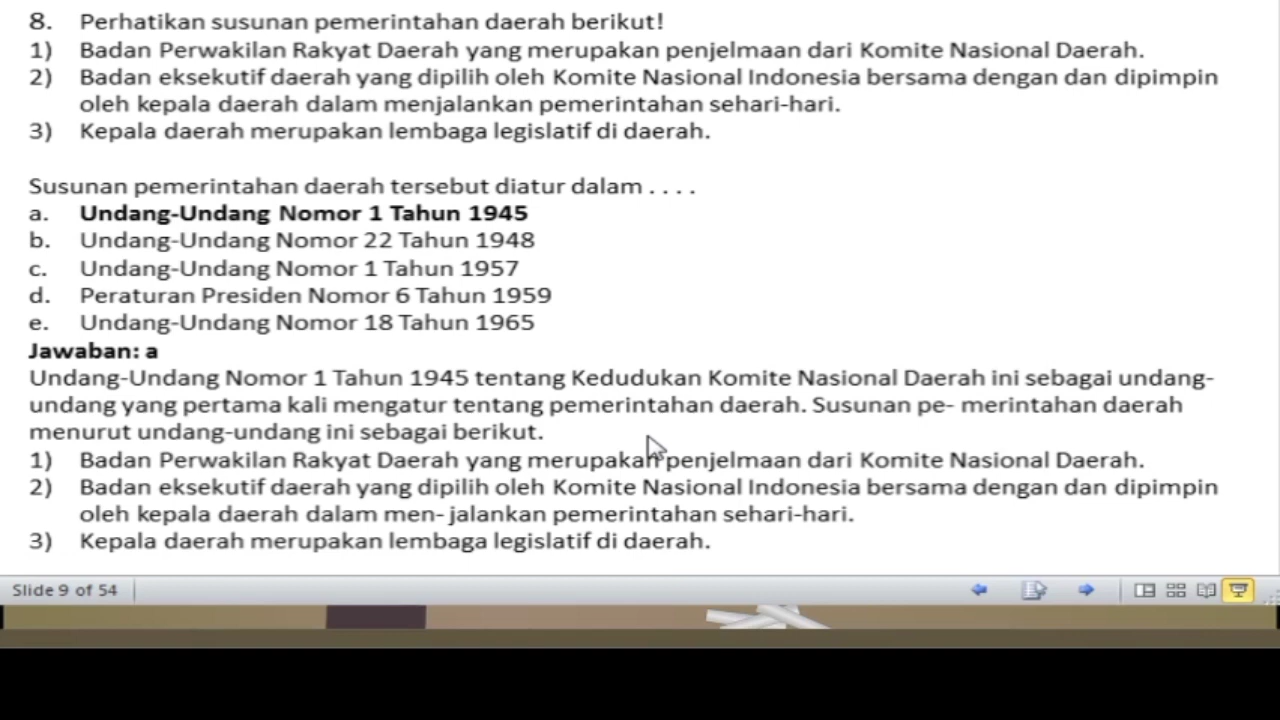 8. Perhatikan susunan pemerintahan daerah berikut!
1) Badan Perwakilan Rakyat Daerah yang merupakan penjelmaan dari Komite Nasional Daerah.
2) Badan eksekutif daerah yang dipilih oleh Komite Nasional Indonesia bersama dengan dan dipimpin
oleh kepala daerah dalam menjalankan pemerintahan sehari-hari.
3) Kepala daerah merupakan lembaga legislatif di daerah.
Susunan pemerintahan daerah tersebut diatur dalam . . . .
a. Undang-Undang Nomor 1 Tahun 1945
b. Undang-Undang Nomor 22 Tahun 1948
c. Undang-Undang Nomor 1 Tahun 1957
d. Peraturan Presiden Nomor 6 Tahun 1959
e. Undang-Undang Nomor 18 Tahun 1965
Jawaban: a
Undang-Undang Nomor 1 Tahun 1945 tentang Kedudukan Komite Nasional Daerah ini sebagai undang-
undang yang pertama kali mengatur tentang pemerintahan daerah. Susunan pe- merintahan daerah
menurut undang-undang ini sebagai berikut.
1) Badan Perwakilan Rakyat Daerah yang merupakan penjelmaan dari Komite Nasional Daerah.
2) Badan eksekutif daerah yang dipilih oleh Komite Nasional Indonesia bersama dengan dan dipimpin
oleh kepala daerah dalam men- jalankan pemerintahan sehari-hari.
3) Kepala daerah merupakan lembaga legislatif di daerah.
Slide 9 of 54